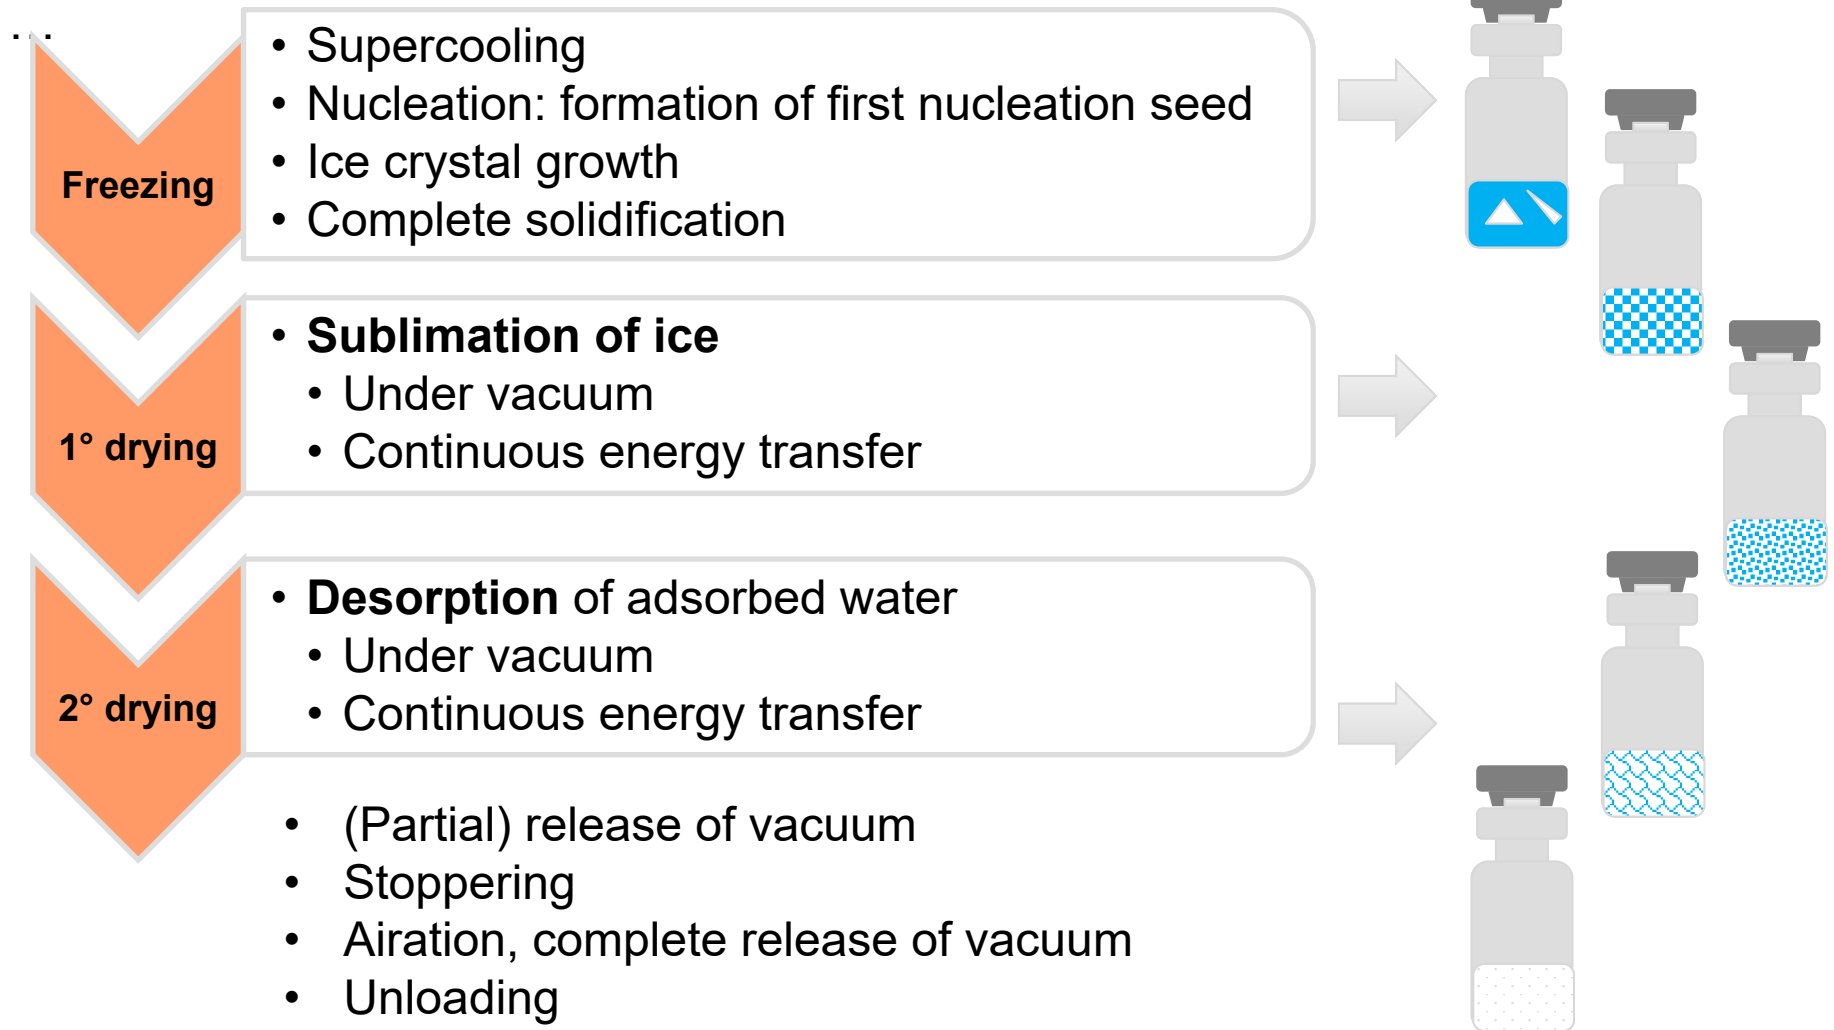 …
Freezing
• Supercooling
• Nucleation: formation of first nucleation seed
• Ice crystal growth
• Complete solidification
1° drying
• Sublimation of ice
• Under vacuum
• Continuous energy transfer
2° drying
• Desorption of adsorbed water
• Under vacuum
• Continuous energy transfer
• (Partial) release of vacuum
• Stoppering
• Airation, complete release of vacuum
• Unloading